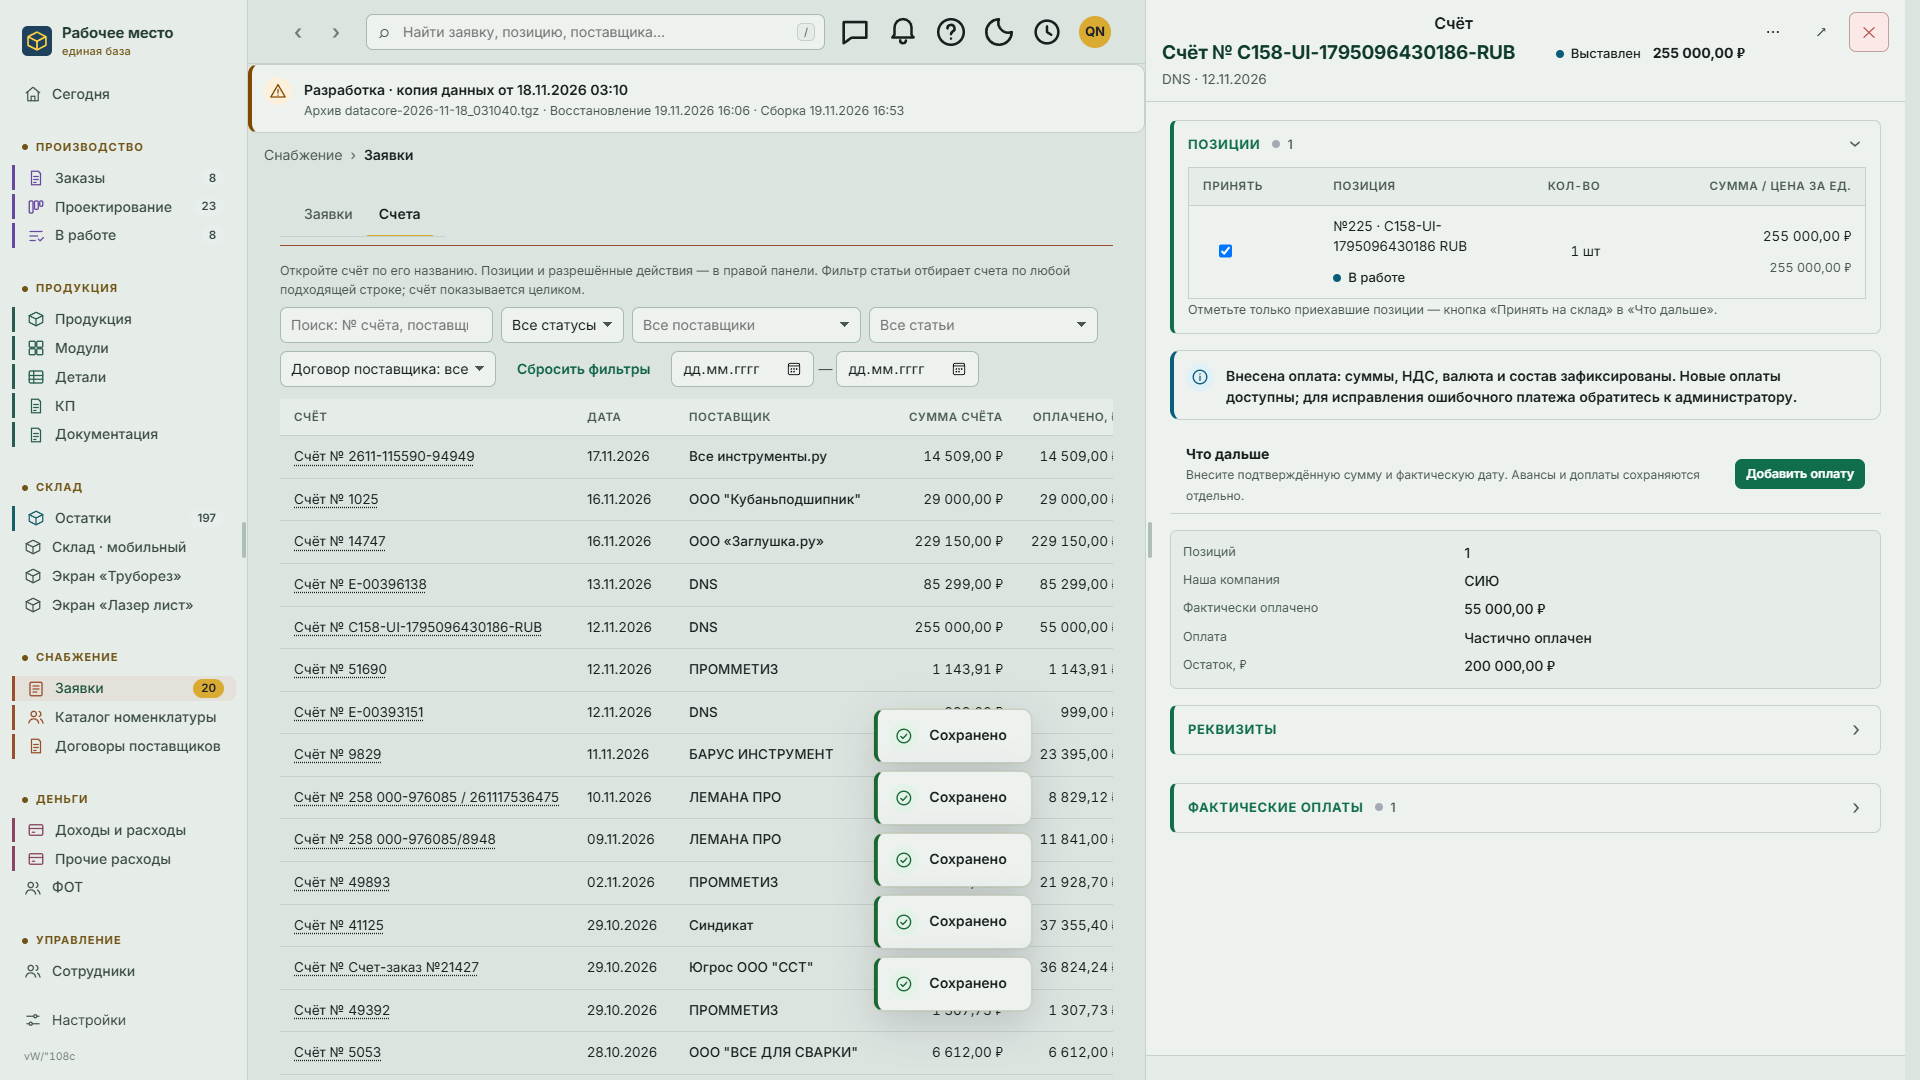 Рабочее место
единая база
Сегодня
ПРОИЗВОДСТВО
Заказы 8
Проектирование 23
В работе 8
ПРОДУКЦИЯ
Продукция
Модули
Детали
КП
Документация
СКЛАД
Остатки 197
Склад · мобильный
Экран «Труборез»
Экран «Лазер лист»
СНАБЖЕНИЕ
Заявки 20
Каталог номенклатуры
Договоры поставщиков
ДЕНЬГИ
Доходы и расходы
Прочие расходы
ФОТ
УПРАВЛЕНИЕ
Сотрудники
Настройки
vW/"108c
Найти заявку, позицию, поставщика... /
QN
Разработка · копия данных от 18.11.2026 03:10
Архив datacore-2026-11-18_031040.tgz · Восстановление 19.11.2026 16:06 · Сборка 19.11.2026 16:53
Снабжение › Заявки
Заявки Счета
Откройте счёт по его названию. Позиции и разрешённые действия — в правой панели. Фильтр статьи отбирает счета по любой
подходящей строке; счёт показывается целиком.
Поиск: № счёта, поставщ Все статусы Все поставщики Все статьи
Договор поставщика: все Сбросить фильтры дд.мм.гггг — дд.мм.гггг
СЧЁТ ДАТА ПОСТАВЩИК СУММА СЧЁТА ОПЛАЧЕНО,
Счёт № 2611-115590-94949 17.11.2026 Все инструменты.ру 14 509,00 ₽ 14 509,00
Счёт № 1025 16.11.2026 ООО "Кубаньподшипник" 29 000,00 ₽ 29 000,00
Счёт № 14747 16.11.2026 ООО «Заглушка.ру» 229 150,00 ₽ 229 150,00
Счёт № E-00396138 13.11.2026 DNS 85 299,00 ₽ 85 299,00
Счёт № C158-UI-1795096430186-RUB 12.11.2026 DNS 255 000,00 ₽ 55 000,00
Счёт № 51690 12.11.2026 ПРОММЕТИЗ 1 143,91 ₽ 1 143,91
Счёт № E-00393151 12.11.2026 DNS 999,00
Счёт № 9829 11.11.2026 БАРУС ИНСТРУМЕНТ 23 395,00
Счёт № 258 000-976085 / 261117536475 10.11.2026 ЛЕМАНА ПРО 8 829,12
Счёт № 258 000-976085/8948 09.11.2026 ЛЕМАНА ПРО 11 841,00
Счёт № 49893 02.11.2026 ПРОММЕТИЗ 21 928,70
Счёт № 41125 29.10.2026 Синдикат 37 355,40
Счёт № Счет-заказ №21427 29.10.2026 Югрос ООО "ССТ" 36 824,24
Счёт № 49392 29.10.2026 ПРОММЕТИЗ 1 307,73 ₽ 1 307,73
Счёт № 5053 28.10.2026 ООО "ВСЕ ДЛЯ СВАРКИ" 6 612,00 ₽ 6 612,00
Сохранено
Сохранено
Сохранено
Сохранено
Сохранено
Счёт
Счёт № C158-UI-1795096430186-RUB Выставлен 255 000,00 ₽
DNS · 12.11.2026
ПОЗИЦИИ 1
ПРИНЯТЬ ПОЗИЦИЯ КОЛ-ВО СУММА / ЦЕНА ЗА ЕД.
№225 · C158-UI-
1795096430186 RUB
В работе
1 шт
255 000,00 ₽
255 000,00 ₽
Отметьте только приехавшие позиции — кнопка «Принять на склад» в «Что дальше».
Внесена оплата: суммы, НДС, валюта и состав зафиксированы. Новые оплаты
доступны; для исправления ошибочного платежа обратитесь к администратору.
Что дальше
Внесите подтверждённую сумму и фактическую дату. Авансы и доплаты сохраняются
отдельно.
Добавить оплату
Позиций 1
Наша компания СИЮ
Фактически оплачено 55 000,00 ₽
Оплата Частично оплачен
Остаток, ₽ 200 000,00 ₽
РЕКВИЗИТЫ
ФАКТИЧЕСКИЕ ОПЛАТЫ 1